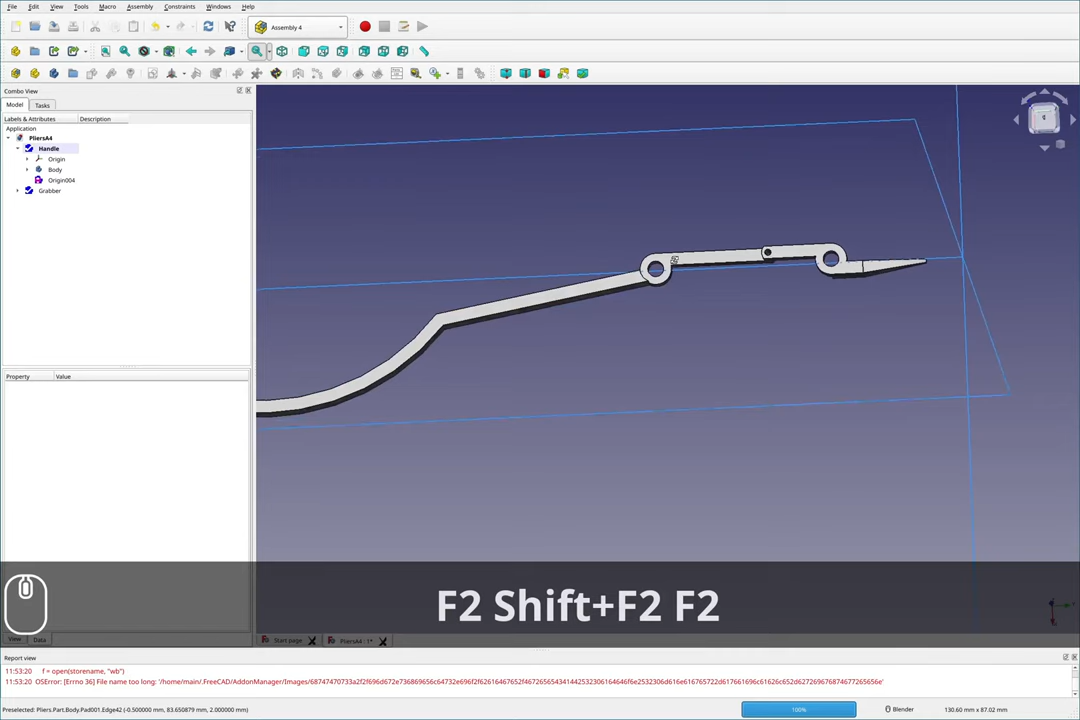 File Edit View Tools Macro Assembly Constraints Windows Help
Assembly 4
Combo View
Model Tasks
Labels & Attributes Description
Application
PliersA4
Handle
Origin
Body
Origin004
Grabber
Property Value
F2 Shift+F2 F2
View Data
Start page PliersA4 : 1*
Report view
11:53:20 f = open(storename, "wb")
Preselected: Pliers.Part.Body.Pad001.Edge42 (-0.500000 mm, 83.650879 mm, 2.000000 mm)
100%
Blender
130.60 mm x 87.02 mm